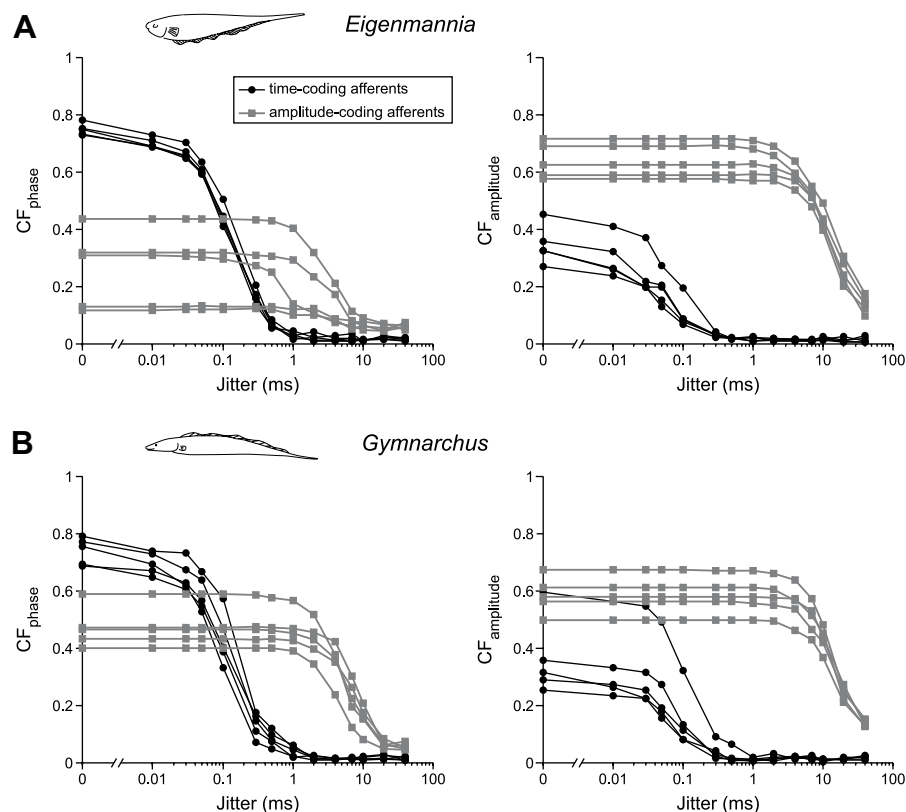 A
Eigenmannia
time-coding afferents
amplitude-coding afferents
CFphase
1
0.8
0.6
0.4
0.2
0
0 0.01 0.1 1 10 100
Jitter (ms)
CFamplitude
1
0.8
0.6
0.4
0.2
0
0 0.01 0.1 1 10 100
Jitter (ms)
B
Gymnarchus
CFphase
1
0.8
0.6
0.4
0.2
0
0 0.01 0.1 1 10 100
Jitter (ms)
CFamplitude
1
0.8
0.6
0.4
0.2
0
0 0.01 0.1 1 10 100
Jitter (ms)